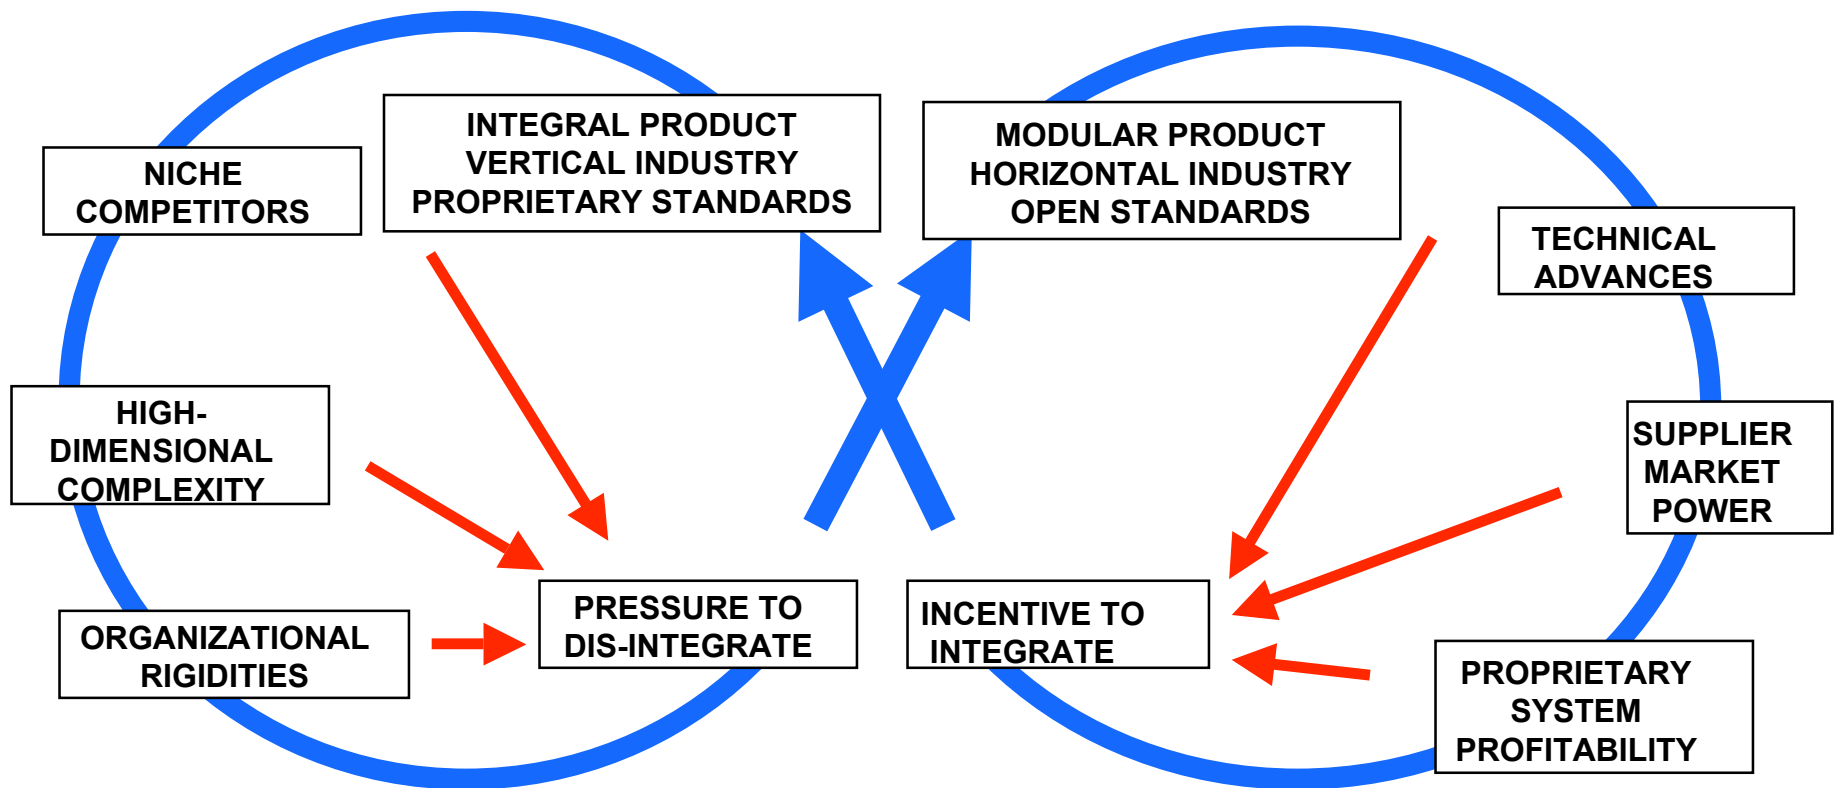 INTEGRAL PRODUCT
VERTICAL INDUSTRY
PROPRIETARY STANDARDS
MODULAR PRODUCT
HORIZONTAL INDUSTRY
OPEN STANDARDS
NICHE
COMPETITORS
TECHNICAL
ADVANCES
HIGH-
DIMENSIONAL
COMPLEXITY
SUPPLIER
MARKET
POWER
ORGANIZATIONAL
RIGIDITIES
PRESSURE TO
DIS-INTEGRATE
INCENTIVE TO
INTEGRATE
PROPRIETARY
SYSTEM
PROFITABILITY